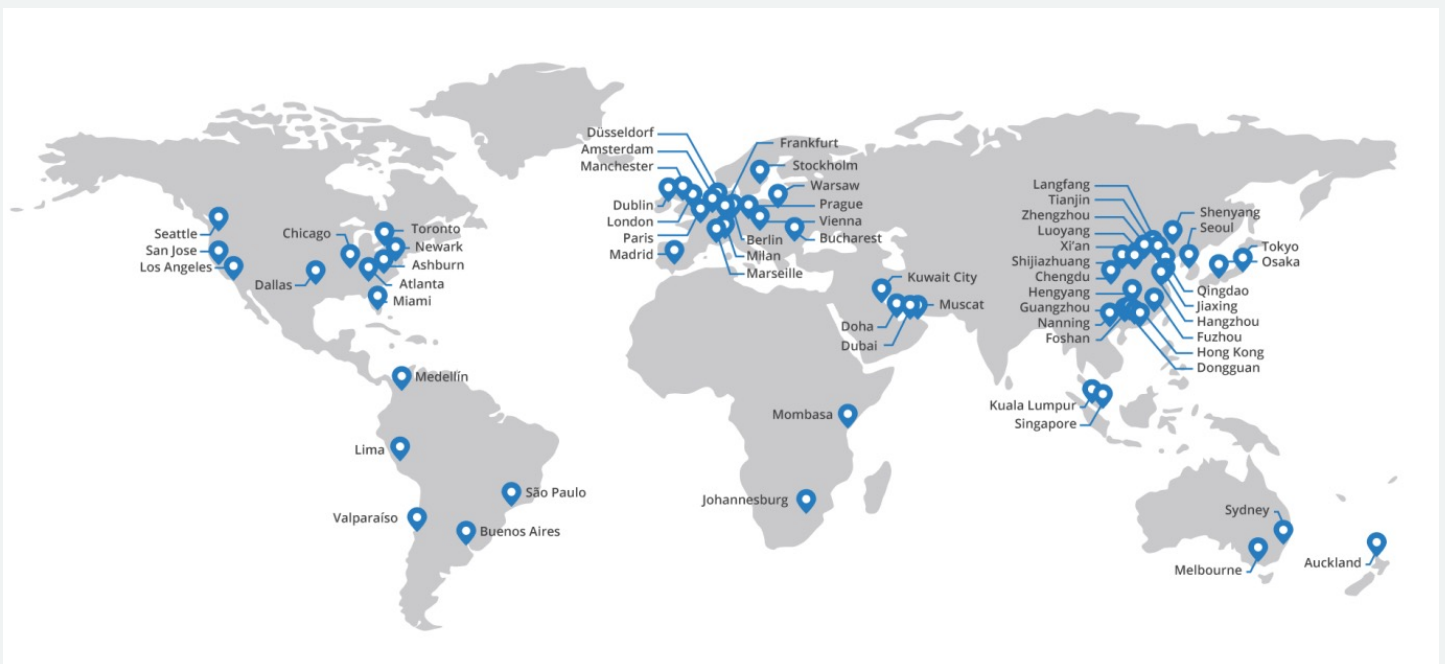 Seattle
San Jose
Los Angeles
Dallas
Chicago
Toronto
Newark
Ashburn
Atlanta
Miami
Medellín
Lima
São Paulo
Valparaíso
Buenos Aires
Düsseldorf
Amsterdam
Manchester
Dublin
London
Paris
Madrid
Frankfurt
Stockholm
Warsaw
Prague
Vienna
Bucharest
Berlin
Milan
Marseille
Kuwait City
Muscat
Doha
Dubai
Mombasa
Johannesburg
Langfang
Tianjin
Zhengzhou
Luoyang
Xi'an
Shijiazhuang
Chengdu
Hengyang
Guangzhou
Nanning
Foshan
Shenyang
Seoul
Tokyo
Osaka
Qingdao
Jiaxing
Hangzhou
Fuzhou
Hong Kong
Dongguan
Kuala Lumpur
Singapore
Sydney
Melbourne
Auckland